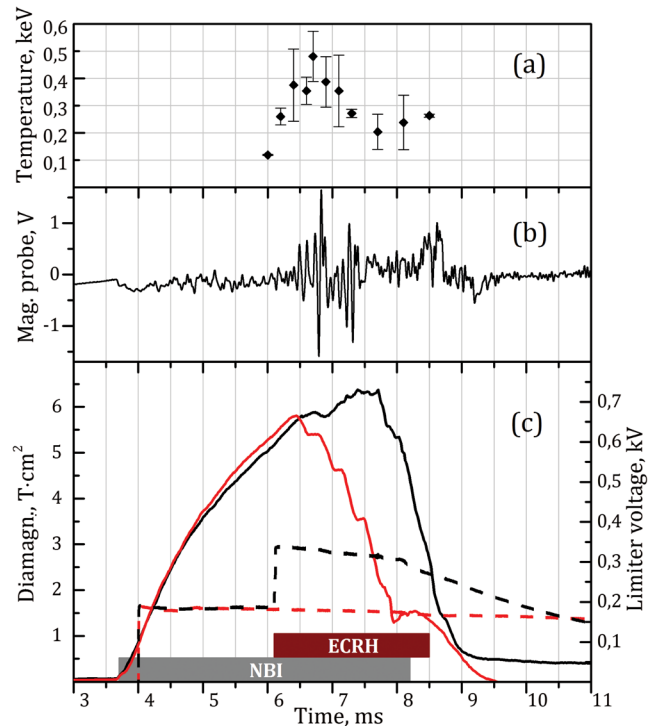 0,6
0,5
0,4
0,3
0,2
0,1
Temperature, keV
(a)
1
0
-1
Mag. probe, V
(b)
6
5
4
3
2
1
Diamagn., T·cm²
(c)
0,7
0,6
0,5
0,4
0,3
0,2
0,1
Limiter voltage, kV
ECRH
NBI
3 4 5 6 7 8 9 10 11
Time, ms